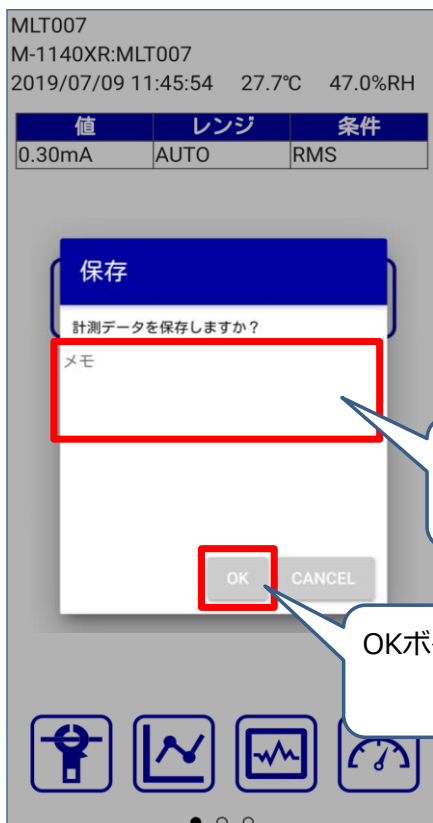 MLT007
M-1140XR:MLT007
2019/07/09 11:45:54 27.7℃ 47.0%RH
値 レンジ 条件
0.30mA AUTO RMS
保存
計測データを保存しますか？
メモ
OK CANCEL
OKボ